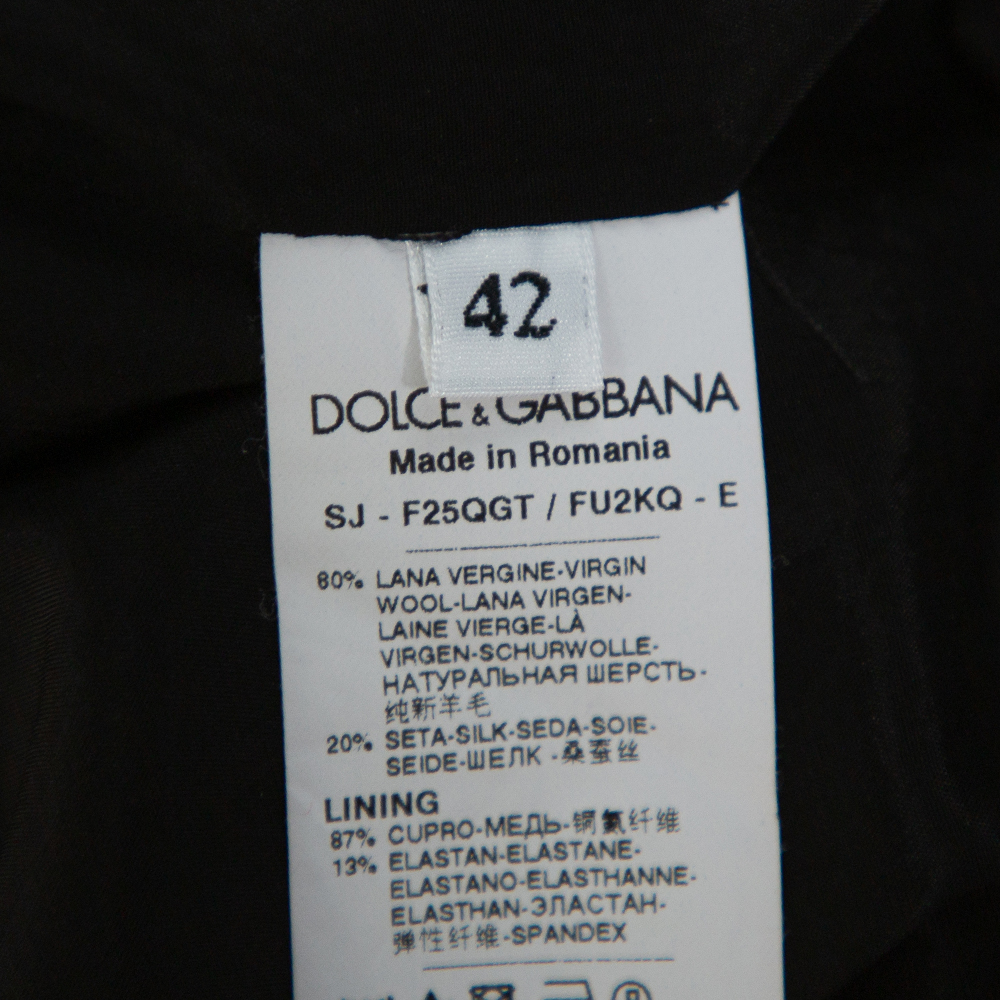 42
DOLCE & GABBANA
Made in Romania
SJ - F25QGT / FU2KQ - E
80% LANA VERGINE-VIRGIN
WOOL-LANA VIRGEN-
LAINE VIERGE-LÀ
VIRGEN-SCHURWOLLE-
НАТУРАЛЬНАЯ ШЕРСТЬ-
纯新羊毛
20% SETA-SILK-SEDA-SOIE-
SEIDE-ШЕЛК -桑蚕丝
LINING
87% CUPRO-МЕДЬ-铜氨纤维
13% ELASTAN-ELASTANE-
ELASTANO-ELASTHANNE-
ELASTHAN-ЭЛАСТАН-
弹性纤维-SPANDEX